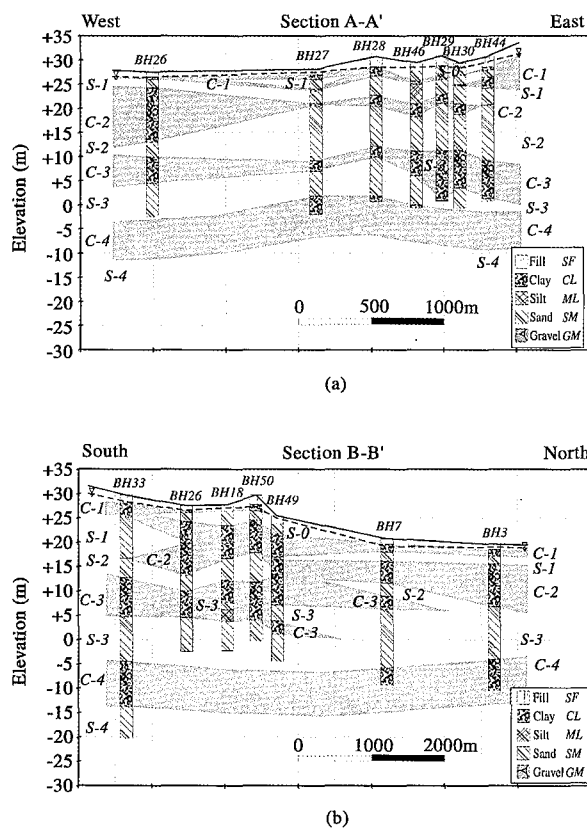 West Section A-A' East
BH26 BH27 BH28 BH46 BH29 BH30 BH44
Elevation (m)
+35
+30
+25
+20
+15
+10
+5
0
-5
-10
-15
-20
-25
-30
S-1
C-2
S-2
C-3
S-3
C-4
S-4
C-1 S-1 S-0
C-1
S-1
C-2
S-2
C-3
S-3
C-4
S-4
0 500 1000m
Fill SF
Clay CL
Silt ML
Sand SM
Gravel GM
(a)
South Section B-B' North
BH33 BH26 BH18 BH50 BH49 BH7 BH3
Elevation (m)
+35
+30
+25
+20
+15
+10
+5
0
-5
-10
-15
-20
-25
-30
C-1
S-1
S-2
C-3
S-3
C-4
S-4
C-2 S-0
S-3 S-3 C-3 S-2
C-3
C-1
S-1
C-2
S-3
C-4
0 1000 2000m
Fill SF
Clay CL
Silt ML
Sand SM
Gravel GM
(b)